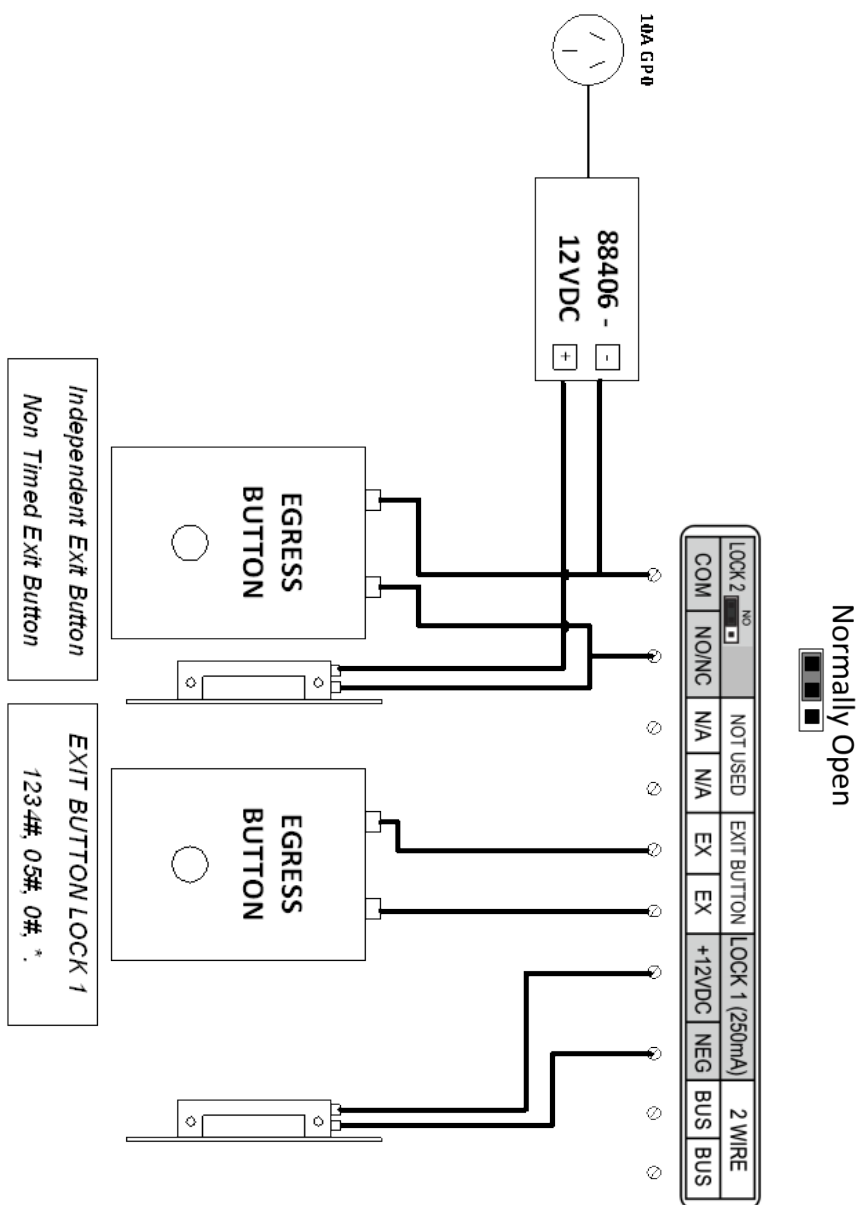 Normally Open
LOCK 2
NO
NOT USED
EXIT BUTTON
LOCK 1 (250mA)
2 WIRE
COM
NO/NC
N/A
N/A
EX
EX
+12VDC
NEG
BUS
BUS
10A GPO
88406 -
12VDC
-
+
EGRESS
BUTTON
EGRESS
BUTTON
Independent Exit Button
Non Timed Exit Button
EXIT BUTTON LOCK 1
1234#, 05#, 0#, *.